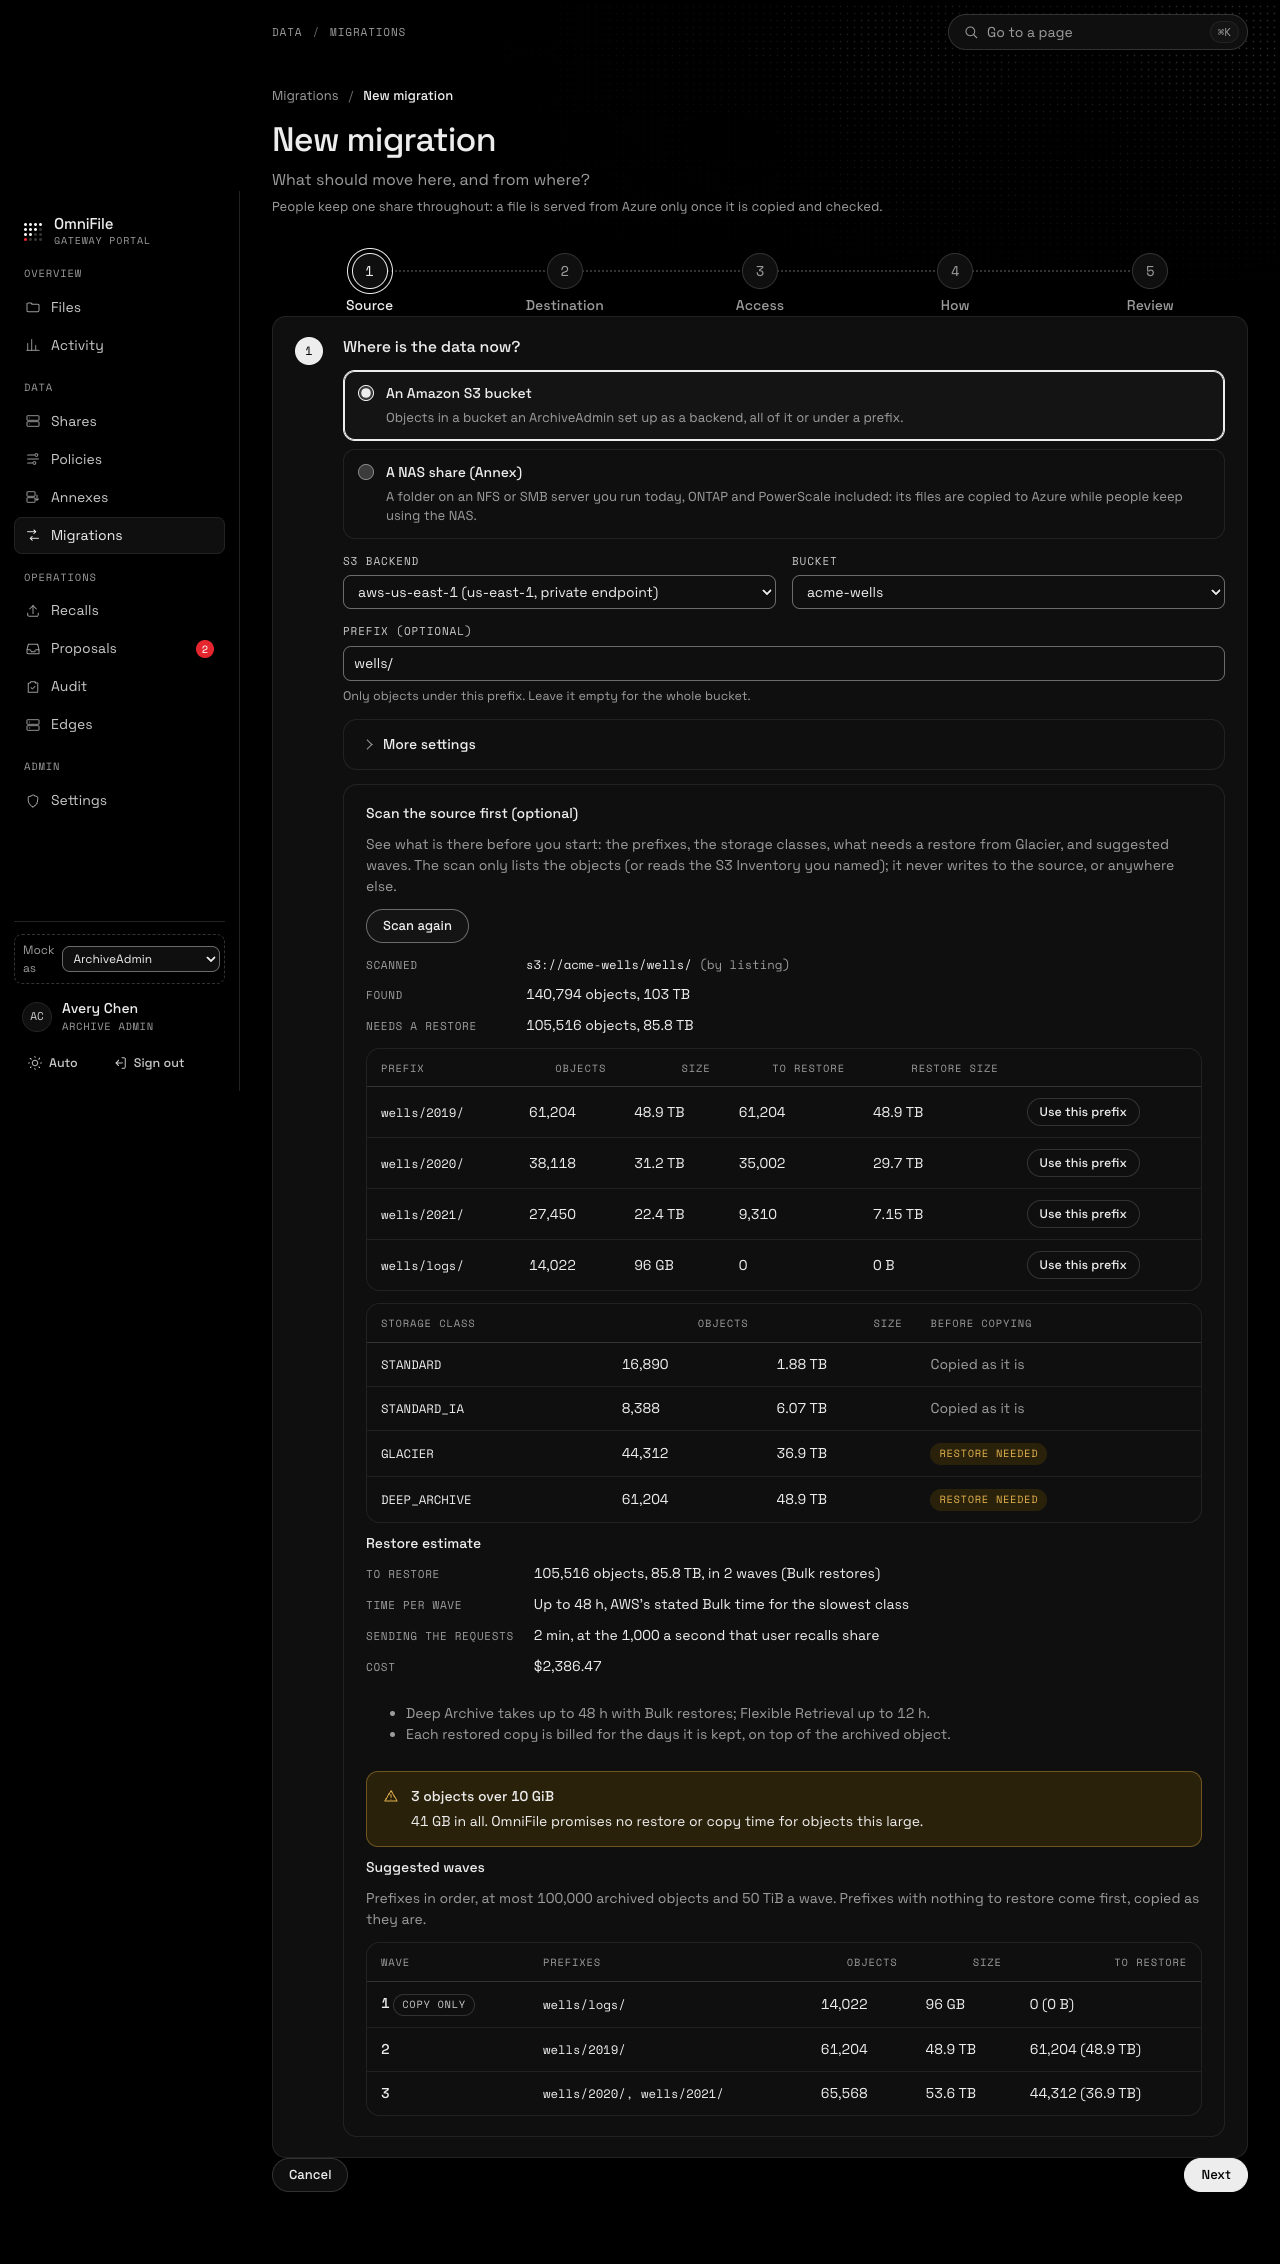 DATA / MIGRATIONS
Go to a page
⌘K
Migrations / New migration
New migration
What should move here, and from where?
People keep one share throughout: a file is served from Azure only once it is copied and checked.
OmniFile
GATEWAY PORTAL
OVERVIEW
Files
Activity
DATA
Shares
Policies
Annexes
Migrations
OPERATIONS
Recalls
Proposals 2
Audit
Edges
ADMIN
Settings
Mock as
ArchiveAdmin
AC
Avery Chen
ARCHIVE ADMIN
Auto
Sign out
1 2 3 4 5
Source Destination Access How Review
1
Where is the data now?
An Amazon S3 bucket
Objects in a bucket an ArchiveAdmin set up as a backend, all of it or under a prefix.
A NAS share (Annex)
A folder on an NFS or SMB server you run today, ONTAP and PowerScale included: its files are copied to Azure while people keep
using the NAS.
S3 BACKEND BUCKET
aws-us-east-1 (us-east-1, private endpoint) acme-wells
PREFIX (OPTIONAL)
wells/
Only objects under this prefix. Leave it empty for the whole bucket.
More settings
Scan the source first (optional)
See what is there before you start: the prefixes, the storage classes, what needs a restore from Glacier, and suggested
waves. The scan only lists the objects (or reads the S3 Inventory you named); it never writes to the source, or anywhere
else.
Scan again
SCANNED s3://acme-wells/wells/ (by listing)
FOUND 140,794 objects, 103 TB
NEEDS A RESTORE 105,516 objects, 85.8 TB
PREFIX OBJECTS SIZE TO RESTORE RESTORE SIZE
wells/2019/ 61,204 48.9 TB 61,204 48.9 TB Use this prefix
wells/2020/ 38,118 31.2 TB 35,002 29.7 TB Use this prefix
wells/2021/ 27,450 22.4 TB 9,310 7.15 TB Use this prefix
wells/logs/ 14,022 96 GB 0 0 B Use this prefix
STORAGE CLASS OBJECTS SIZE BEFORE COPYING
STANDARD 16,890 1.88 TB Copied as it is
STANDARD_IA 8,388 6.07 TB Copied as it is
GLACIER 44,312 36.9 TB RESTORE NEEDED
DEEP_ARCHIVE 61,204 48.9 TB RESTORE NEEDED
Restore estimate
TO RESTORE 105,516 objects, 85.8 TB, in 2 waves (Bulk restores)
TIME PER WAVE Up to 48 h, AWS's stated Bulk time for the slowest class
SENDING THE REQUESTS 2 min, at the 1,000 a second that user recalls share
COST $2,386.47
• Deep Archive takes up to 48 h with Bulk restores; Flexible Retrieval up to 12 h.
• Each restored copy is billed for the days it is kept, on top of the archived object.
3 objects over 10 GiB
41 GB in all. OmniFile promises no restore or copy time for objects this large.
Suggested waves
Prefixes in order, at most 100,000 archived objects and 50 TiB a wave. Prefixes with nothing to restore come first, copied as
they are.
WAVE PREFIXES OBJECTS SIZE TO RESTORE
1 COPY ONLY wells/logs/ 14,022 96 GB 0 (0 B)
2 wells/2019/ 61,204 48.9 TB 61,204 (48.9 TB)
3 wells/2020/, wells/2021/ 65,568 53.6 TB 44,312 (36.9 TB)
Cancel
Next